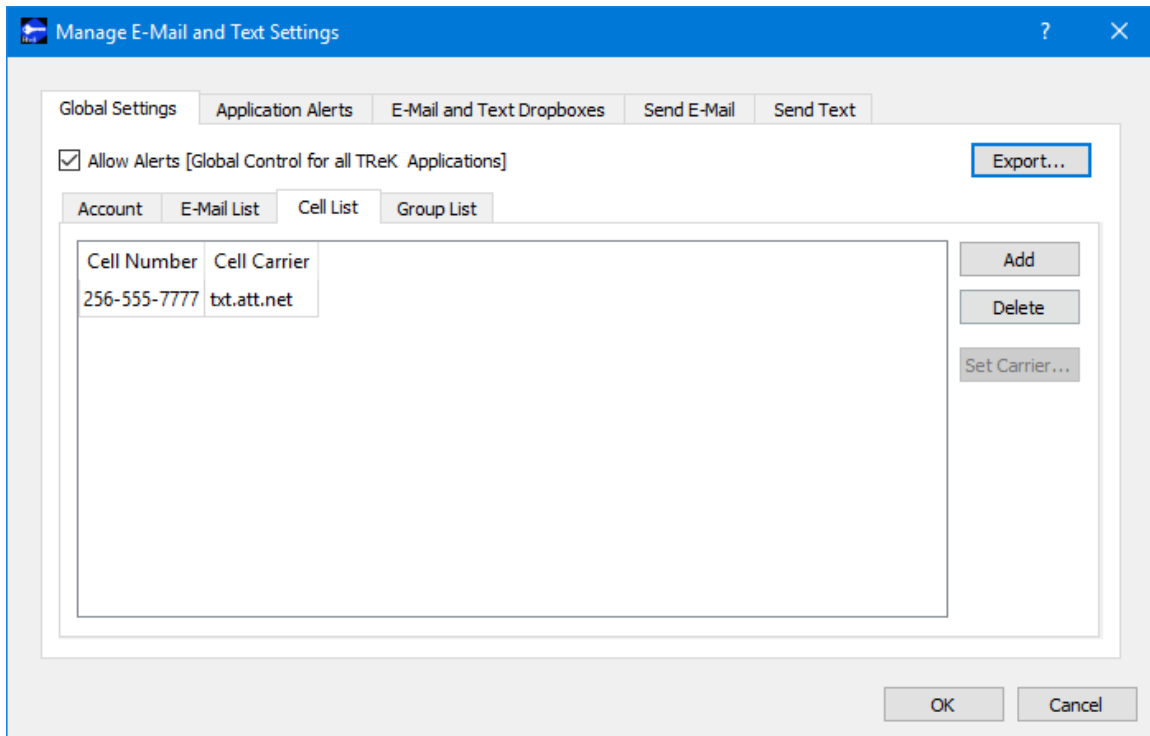 Manage E-Mail and Text Settings ?
Global Settings Application Alerts E-Mail and Text Dropboxes Send E-Mail Send Text
Allow Alerts [Global Control for all TReK Applications] Export...
Account E-Mail List Cell List Group List
Cell Number Cell Carrier Add
256-555-7777 txt.att.net Delete
Set Carrier...
OK Cancel